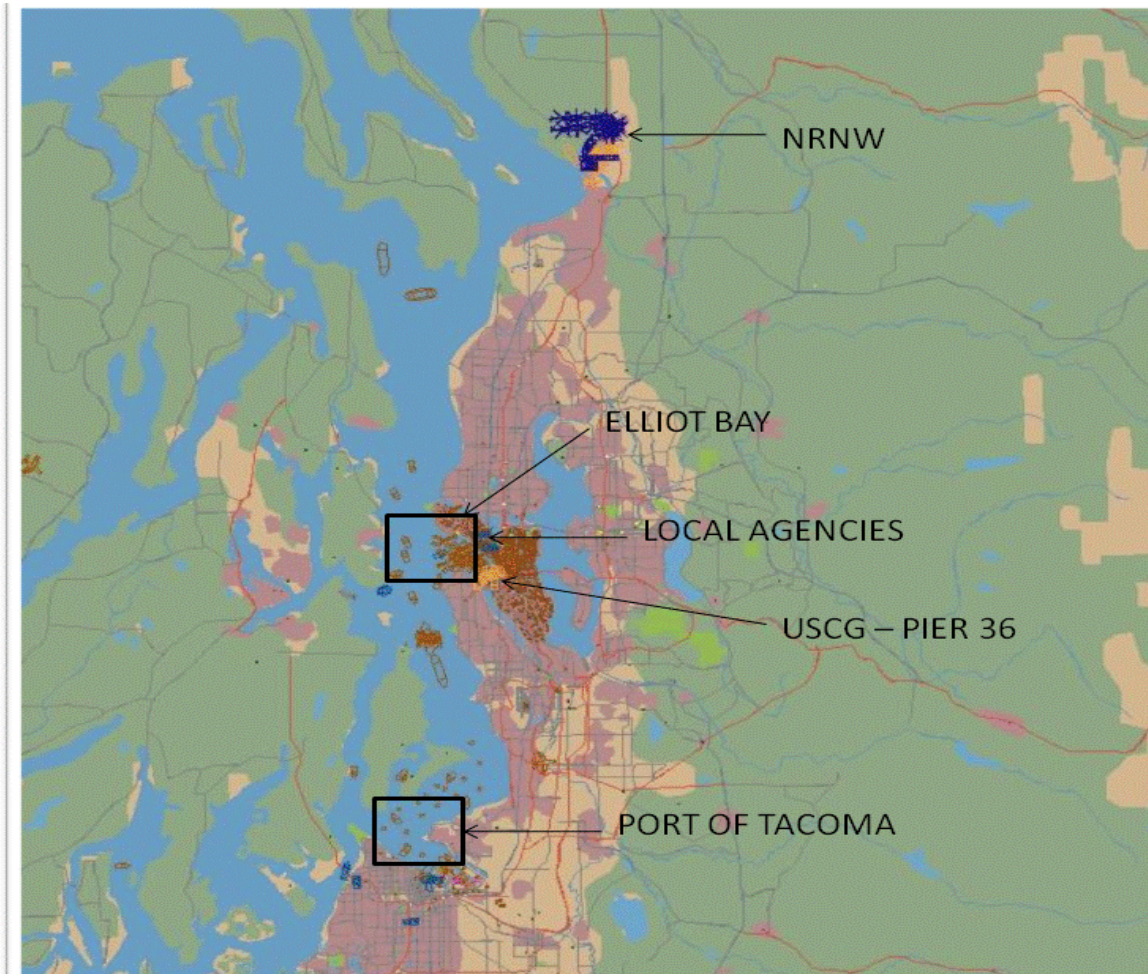 NRNW
ELLIOT BAY
LOCAL AGENCIES
USCG – PIER 36
PORT OF TACOMA